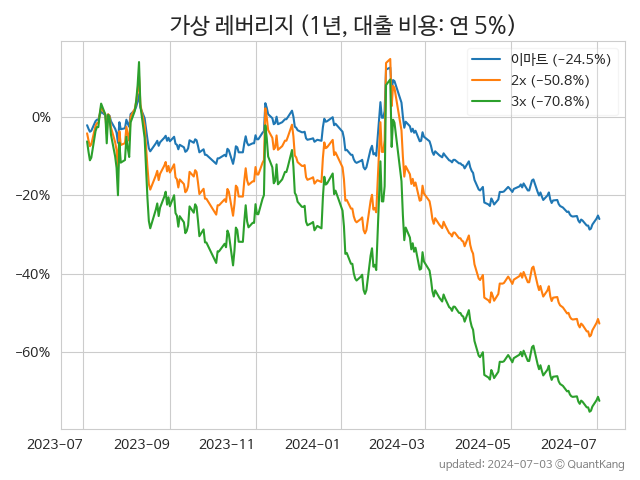 가상 레버리지 (1년, 대출 비용: 연 5%)
이마트 (−24.5%)
2x (−50.8%)
3x (−70.8%)
0%
−20%
−40%
−60%
2023-07 2023-09 2023-11 2024-01 2024-03 2024-05 2024-07
updated: 2024-07-03 © QuantKang